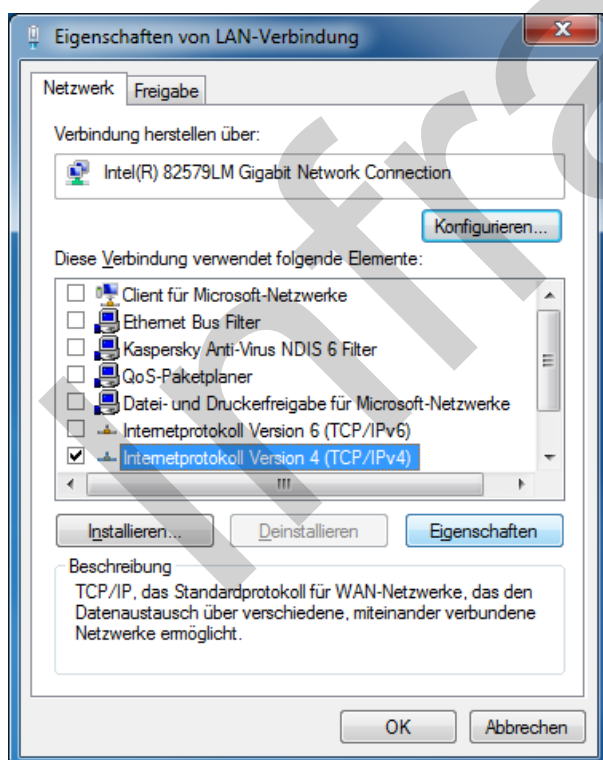 Eigenschaften von LAN-Verbindung
Netzwerk Freigabe
Verbindung herstellen über:
Intel(R) 82579LM Gigabit Network Connection
Konfigurieren...
Diese Verbindung verwendet folgende Elemente:
Client für Microsoft-Netzwerke
Ethernet Bus Filter
Kaspersky Anti-Virus NDIS 6 Filter
QoS-Paketplaner
Datei- und Druckerfreigabe für Microsoft-Netzwerke
Internetprotokoll Version 6 (TCP/IPv6)
Internetprotokoll Version 4 (TCP/IPv4)
Installieren... Deinstallieren Eigenschaften
Beschreibung
TCP/IP, das Standardprotokoll für WAN-Netzwerke, das den
Datenaustausch über verschiedene, miteinander verbundene
Netzwerke ermöglicht.
OK Abbrechen